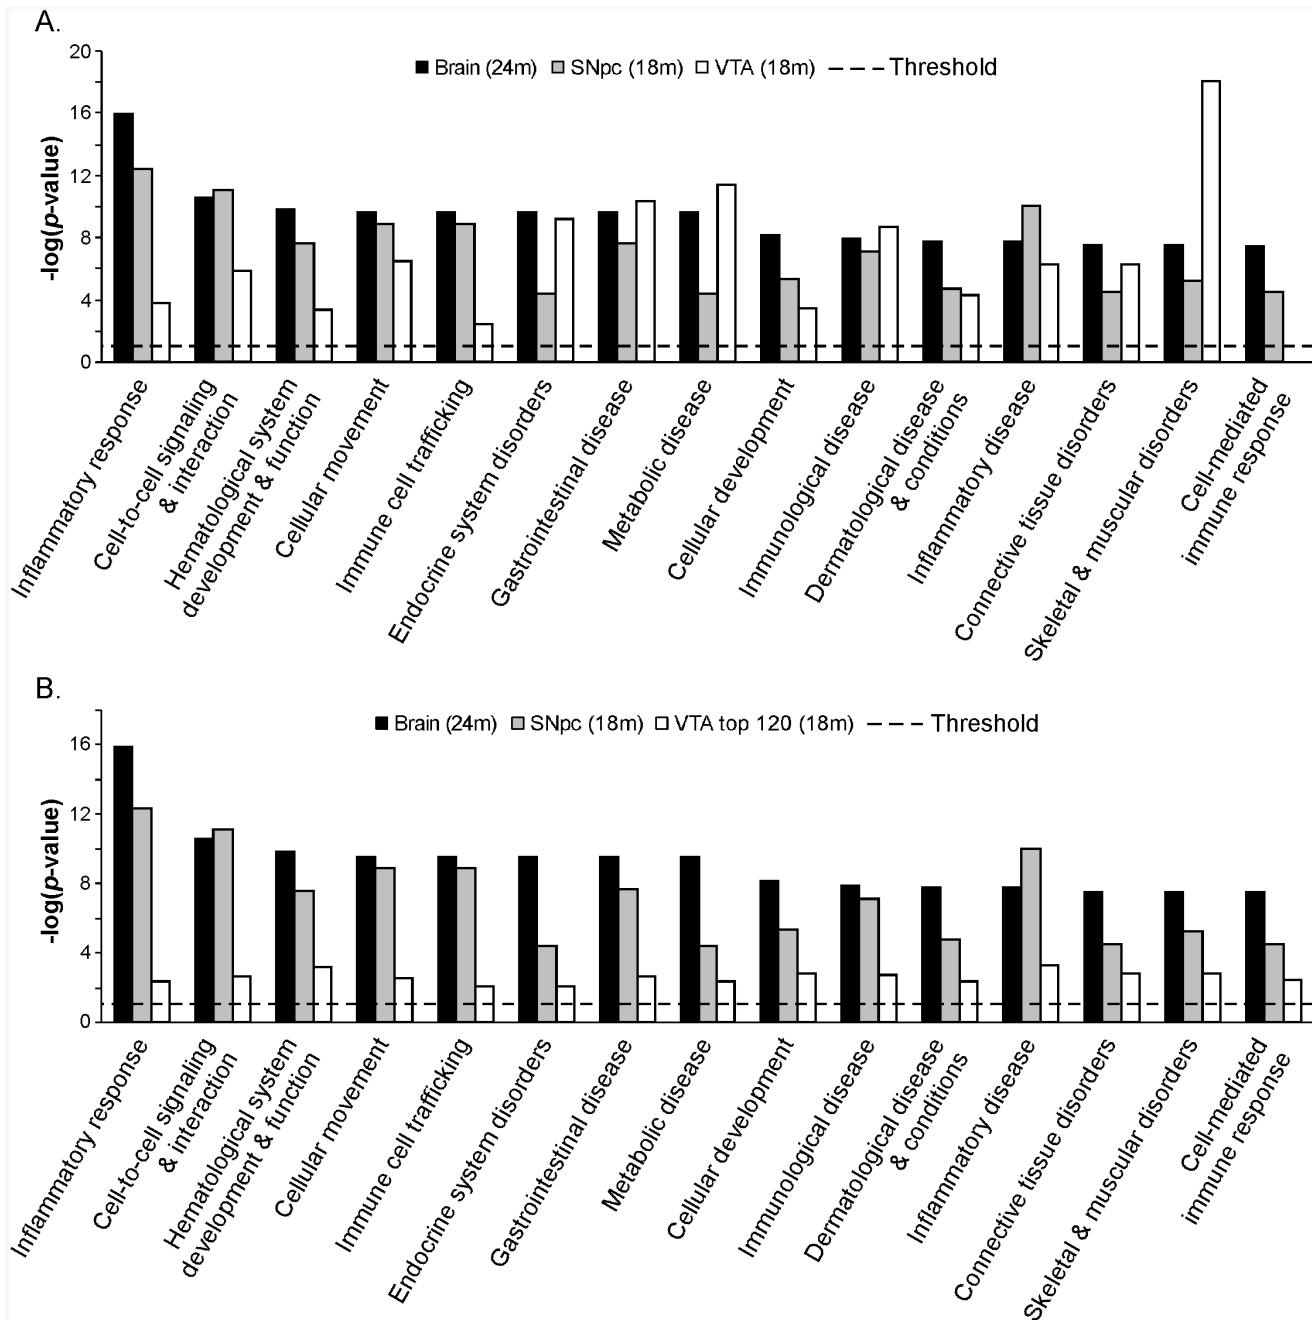 A.
20
16
12
8
4
0
-log(p-value)
Brain (24m) SNpc (18m) VTA (18m) Threshold
Inflammatory response
Cell-to-cell signaling
& interaction
Hematological system
development & function
Cellular movement
Immune cell trafficking
Endocrine system disorders
Gastrointestinal disease
Metabolic disease
Cellular development
Immunological disease
Dermatological disease
& conditions
Inflammatory disease
Connective tissue disorders
Skeletal & muscular disorders
Cell-mediated
immune response
B.
16
12
8
4
0
-log(p-value)
Brain (24m) SNpc (18m) VTA top 120 (18m) Threshold
Inflammatory response
Cell-to-cell signaling
& interaction
Hematological system
development & function
Cellular movement
Immune cell trafficking
Endocrine system disorders
Gastrointestinal disease
Metabolic disease
Cellular development
Immunological disease
Dermatological disease
& conditions
Inflammatory disease
Connective tissue disorders
Skeletal & muscular disorders
Cell-mediated
immune response